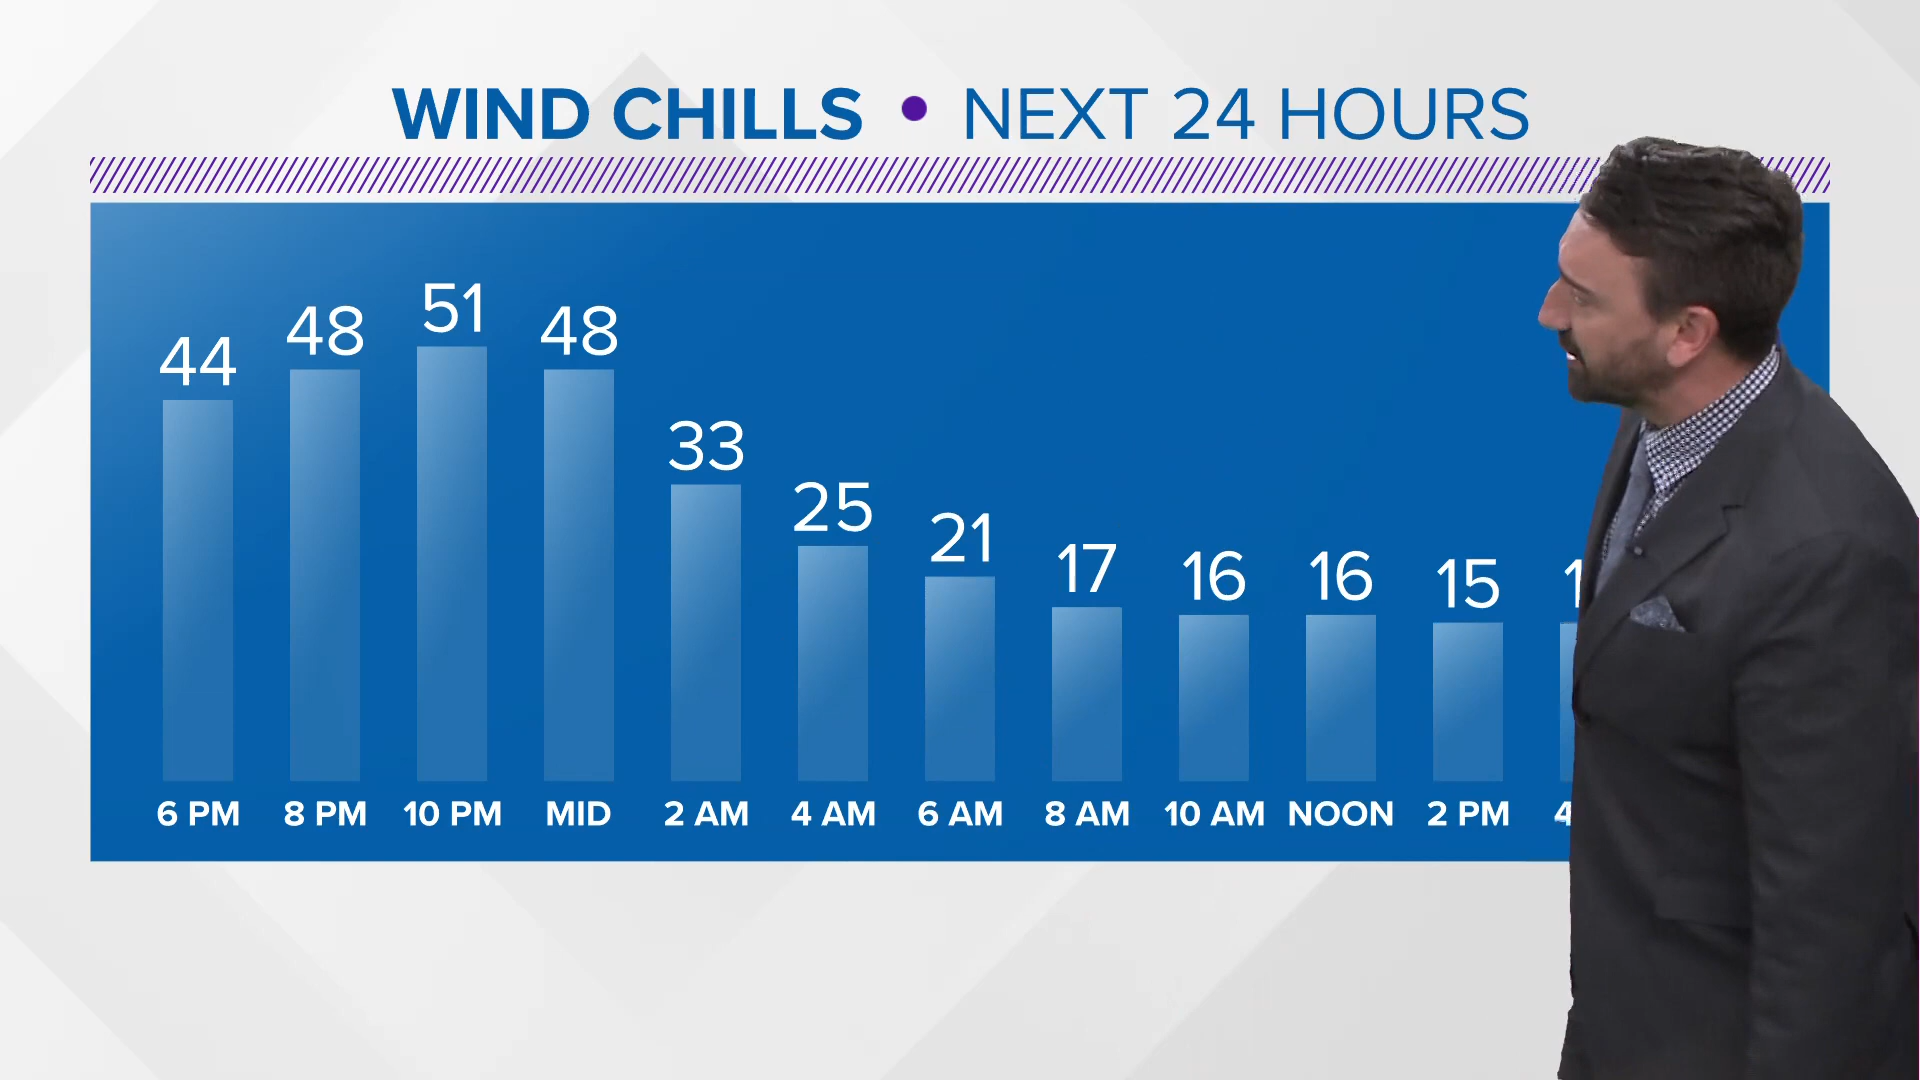 WIND CHILLS • NEXT 24 HOURS
44 48 51 48 33 25 21 17 16 16 15
6 PM 8 PM 10 PM MID 2 AM 4 AM 6 AM 8 AM 10 AM NOON 2 PM